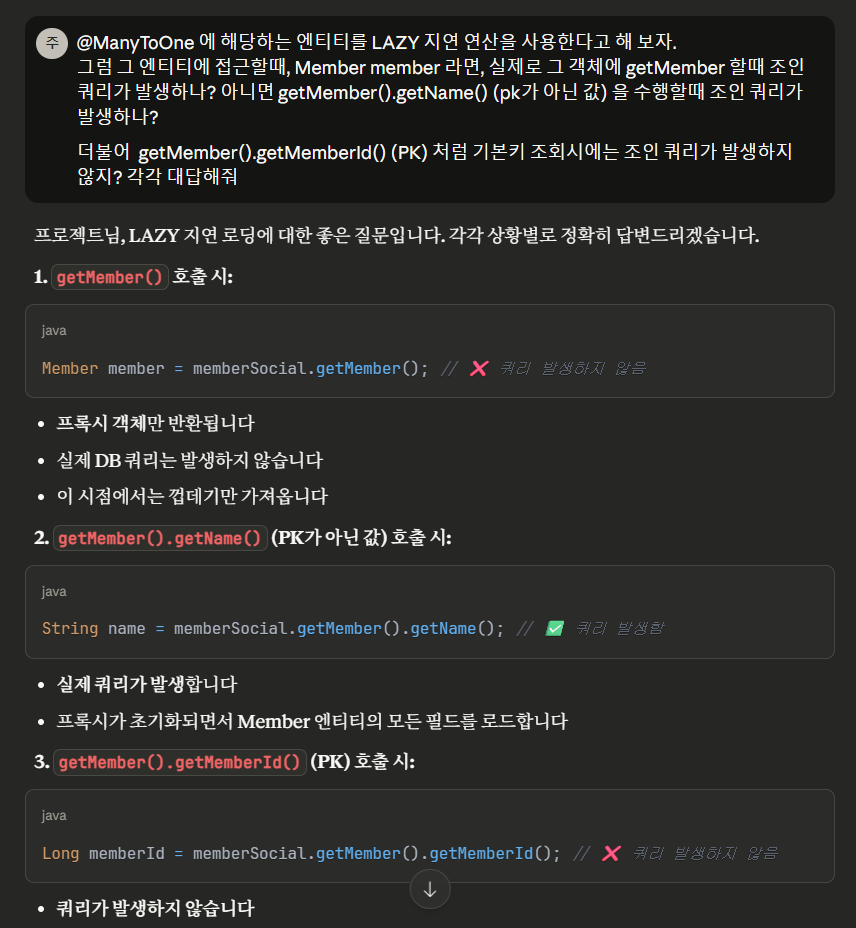 주
@ManyToOne 에 해당하는 엔티티를 LAZY 지연 연산을 사용한다고 해 보자.
그럼 그 엔티티에 접근할때, Member member 라면, 실제로 그 객체에 getMember 할때 조인
쿼리가 발생하나? 아니면 getMember().getName() (pk가 아닌 값) 을 수행할때 조인 쿼리가
발생하나?
더불어 getMember().getMemberId() (PK) 처럼 기본키 조회시에는 조인 쿼리가 발생하지
않지? 각각 대답해줘
프로젝트님, LAZY 지연 로딩에 대한 좋은 질문입니다. 각각 상황별로 정확히 답변드리겠습니다.
1. getMember() 호출 시:
java
Member member = memberSocial.getMember(); // ❌ 쿼리 발생하지 않음
• 프록시 객체만 반환됩니다
• 실제 DB 쿼리는 발생하지 않습니다
• 이 시점에서는 껍데기만 가져옵니다
2. getMember().getName() (PK가 아닌 값) 호출 시:
java
String name = memberSocial.getMember().getName(); // ✅ 쿼리 발생함
• 실제 쿼리가 발생합니다
• 프록시가 초기화되면서 Member 엔티티의 모든 필드를 로드합니다
3. getMember().getMemberId() (PK) 호출 시:
java
Long memberId = memberSocial.getMember().getMemberId(); // ❌ 쿼리 발생하지 않음
• 쿼리가 발생하지 않습니다